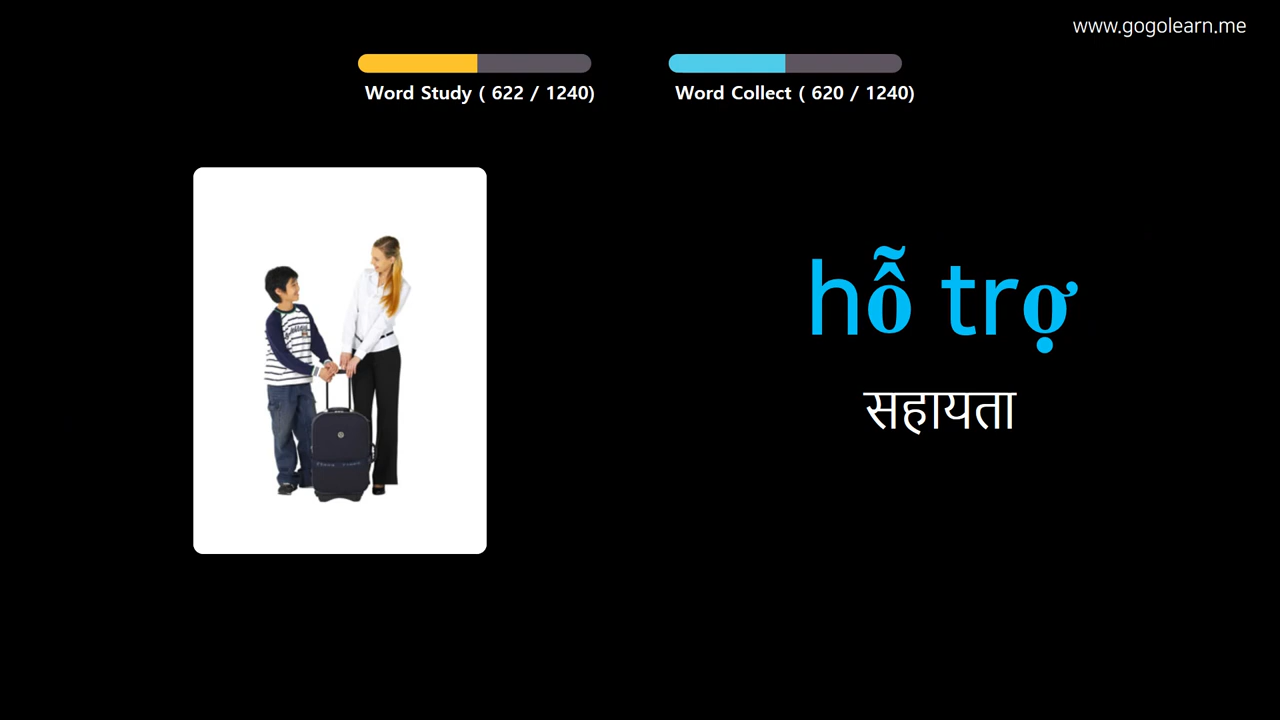 www.gogolearn.me
Word Study ( 622 / 1240)
Word Collect ( 620 / 1240)
hỗ trợ
सहायता